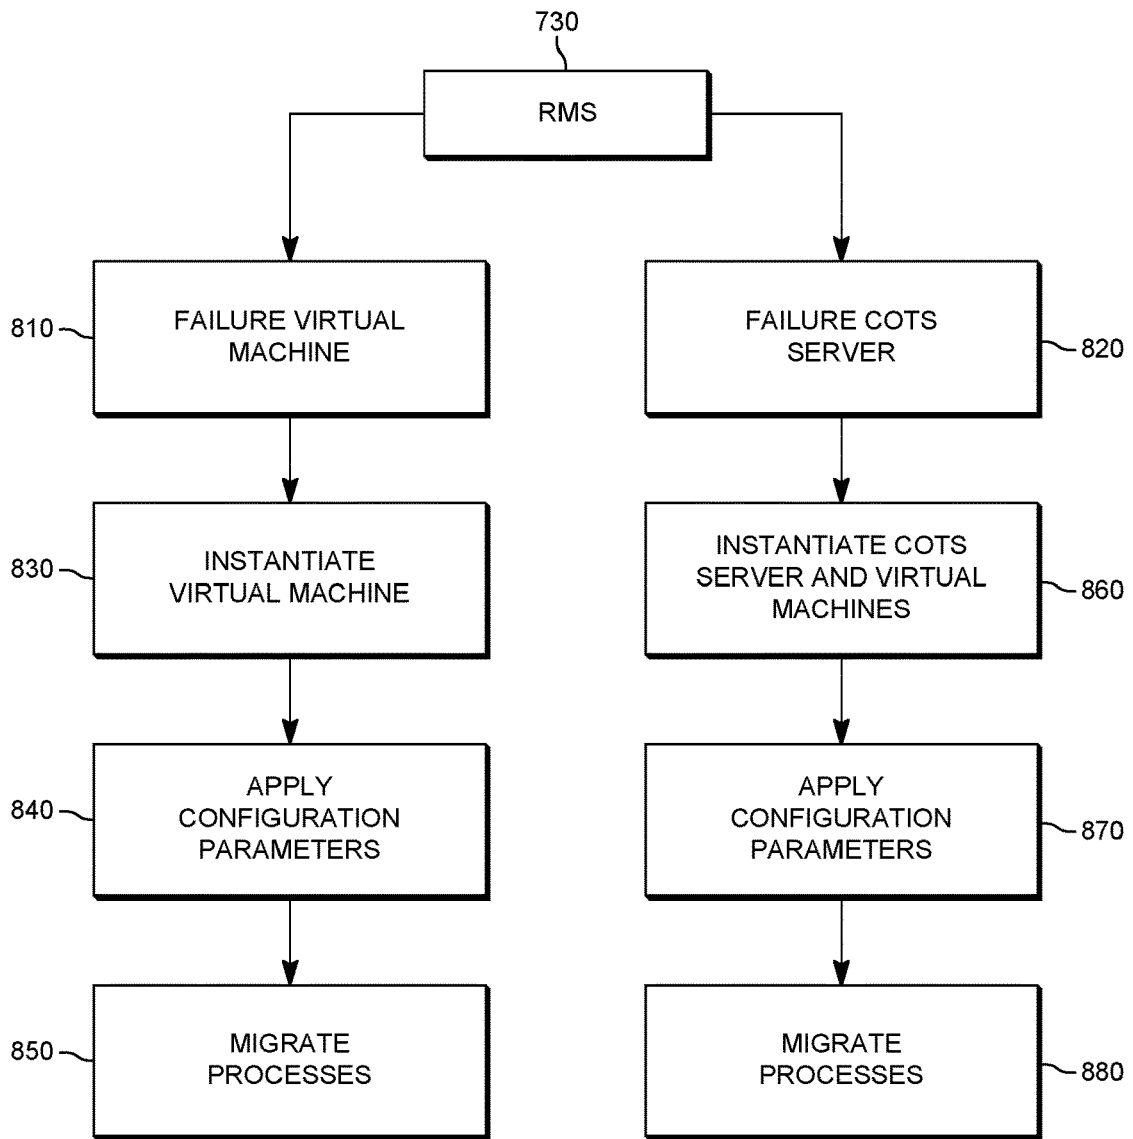 730
RMS
810
FAILURE VIRTUAL
MACHINE
FAILURE COTS
SERVER
820
830
INSTANTIATE
VIRTUAL MACHINE
INSTANTIATE COTS
SERVER AND VIRTUAL
MACHINES
860
840
APPLY
CONFIGURATION
PARAMETERS
APPLY
CONFIGURATION
PARAMETERS
870
850
MIGRATE
PROCESSES
MIGRATE
PROCESSES
880